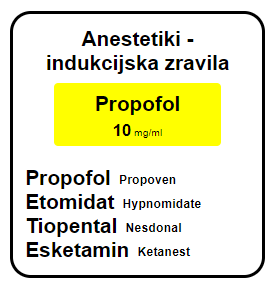 Anestetiki -
indukcijska zravila
Propofol
10 mg/ml
Propofol Propoven
Etomidat Hypnomidate
Tiopental Nesdonal
Esketamin Ketanest